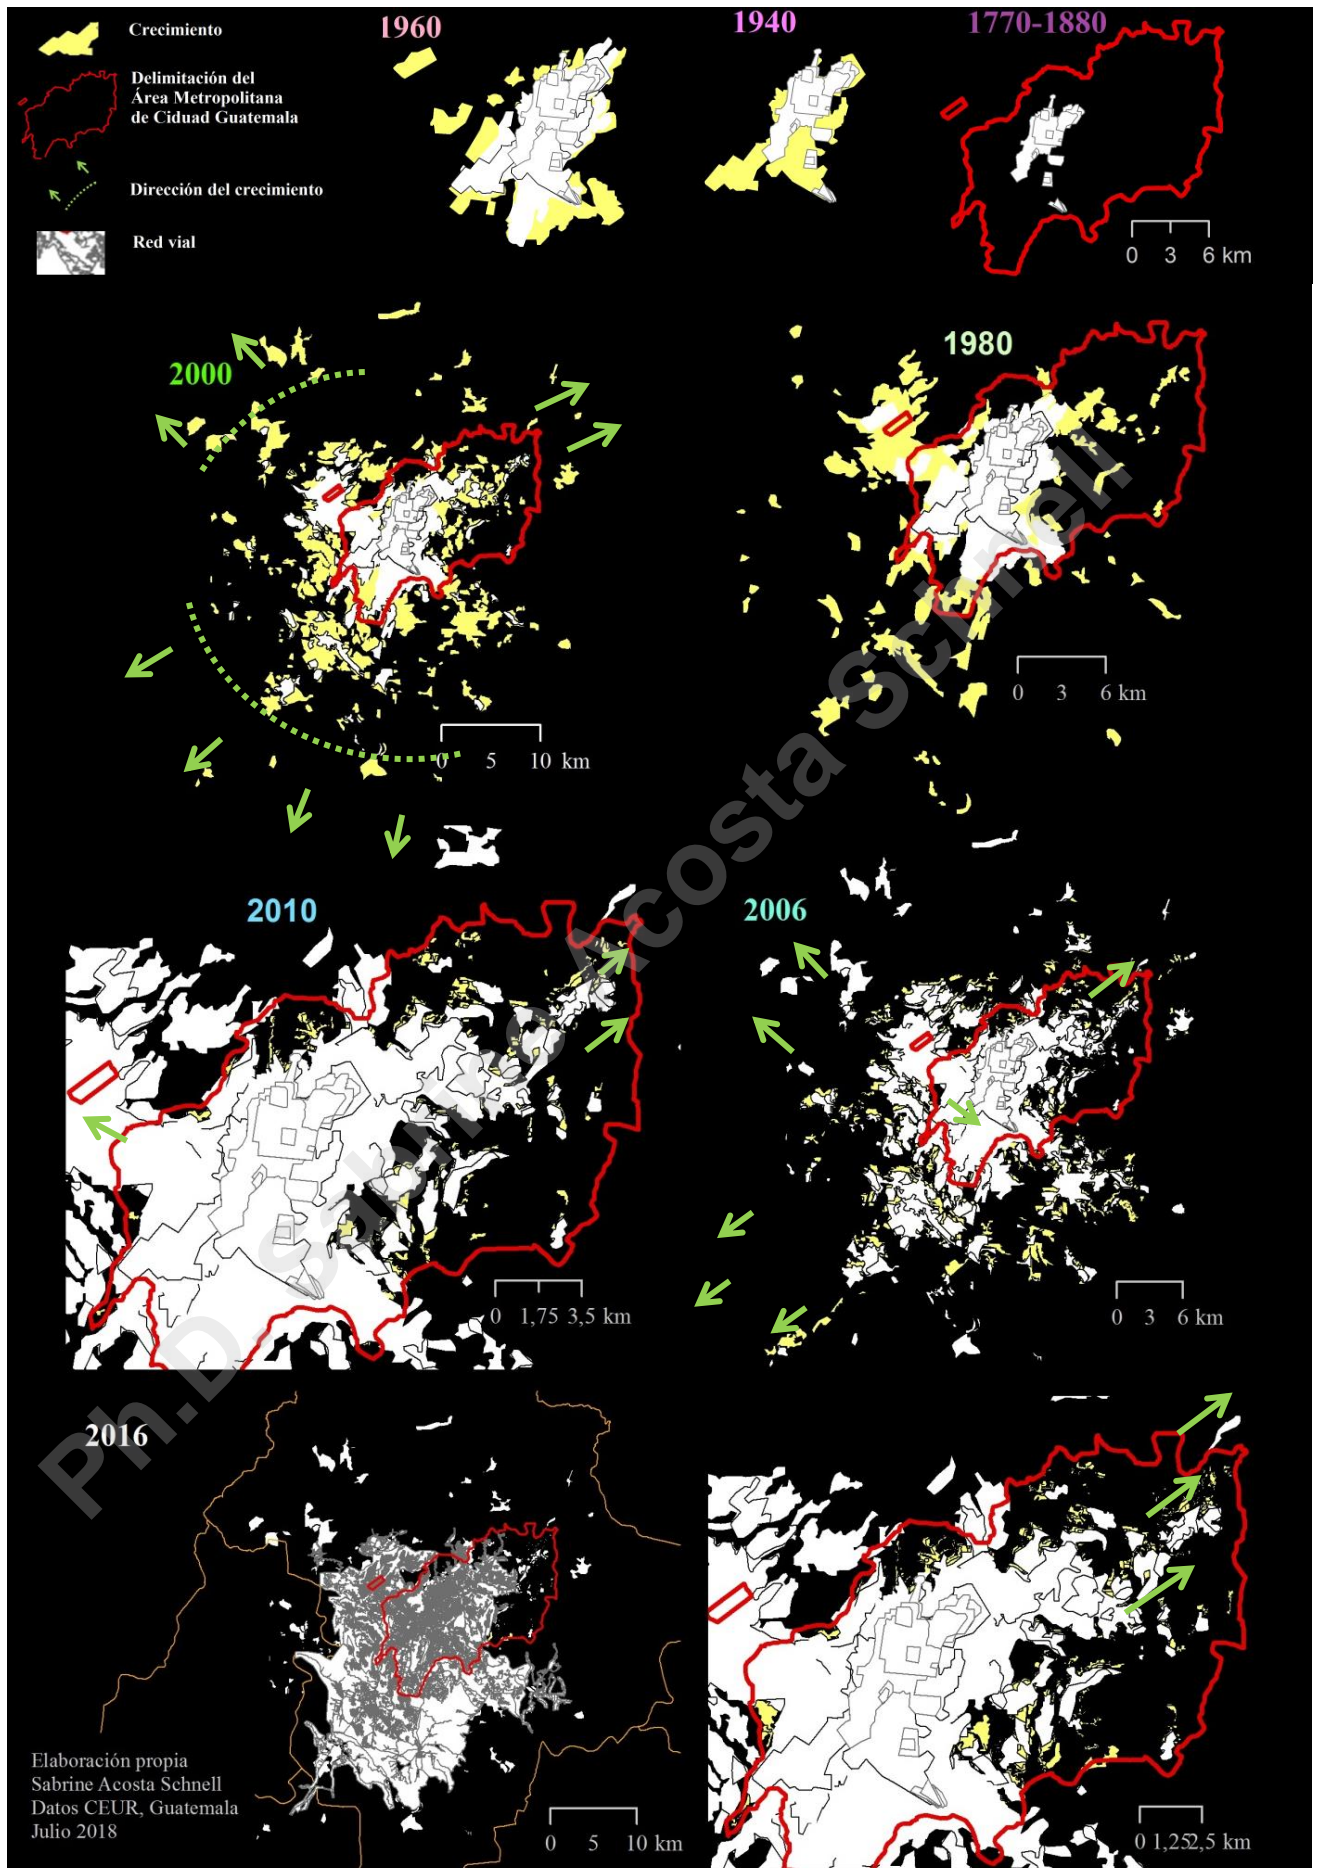 Crecimiento
Delimitación del
Área Metropolitana
de Ciduad Guatemala
Dirección del crecimiento
Red vial
1960
1940
1770-1880
0 3 6 km
2000
0 5 10 km
1980
0 3 6 km
2010
0 1,75 3,5 km
2006
0 3 6 km
2016
0 5 10 km
0 1,252,5 km
Elaboración propia
Sabrine Acosta Schnell
Datos CEUR, Guatemala
Julio 2018
Ph.D. Sabrine Acosta Schnell